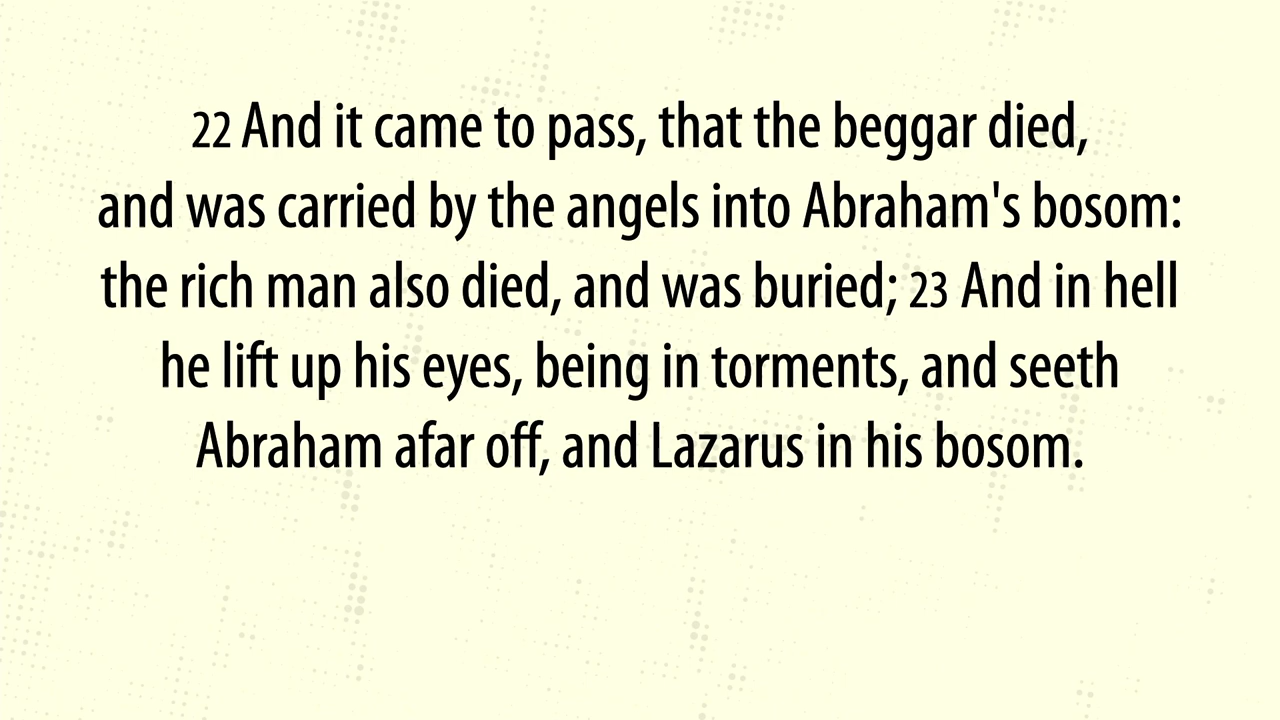 22 And it came to pass, that the beggar died,
and was carried by the angels into Abraham's bosom:
the rich man also died, and was buried; 23 And in hell
he lift up his eyes, being in torments, and seeth
Abraham afar off, and Lazarus in his bosom.